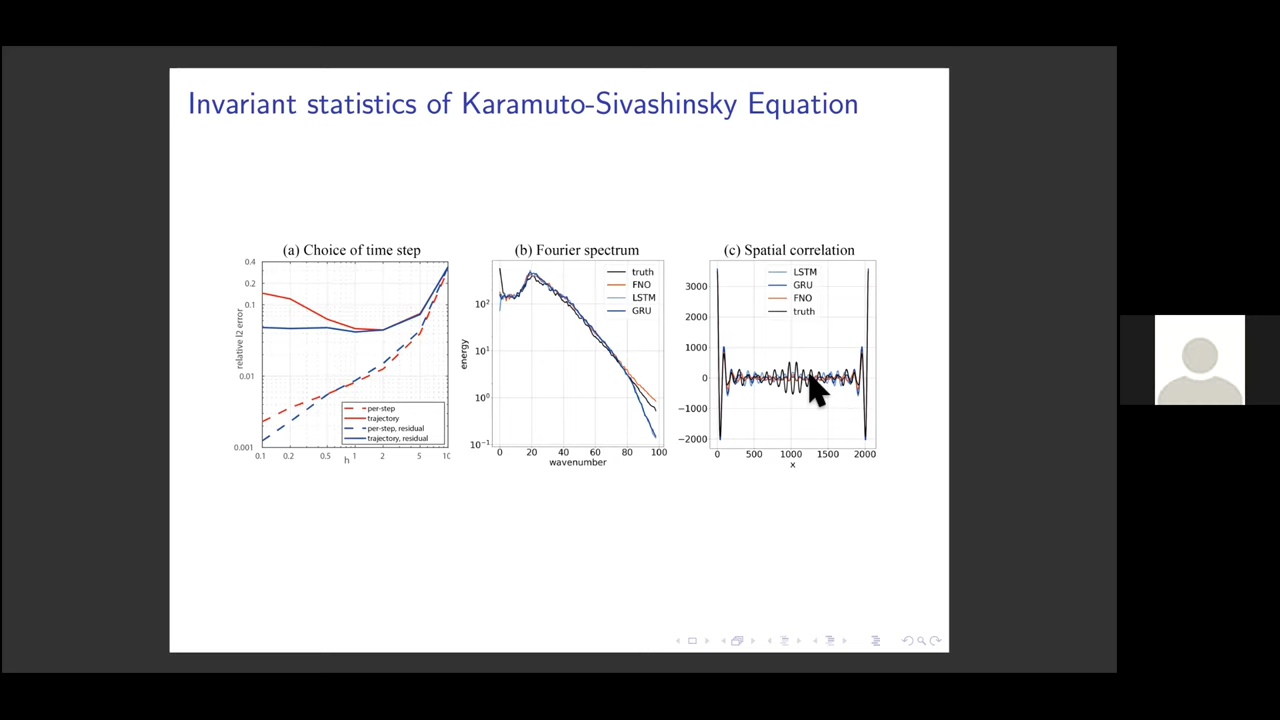 Invariant statistics of Karamuto-Sivashinsky Equation
(a) Choice of time step
0.4
0.2
0.1
0.01
0.001
relative l2 error
0.1 0.2 0.5 1 2 5 10
h
per-step
trajectory
per-step, residual
trajectory, residual
(b) Fourier spectrum
truth
FNO
LSTM
GRU
10²
10¹
10⁰
10⁻¹
energy
0 20 40 60 80 100
wavenumber
(c) Spatial correlation
LSTM
GRU
FNO
truth
3000
2000
1000
0
−1000
−2000
0 500 1000 1500 2000
x